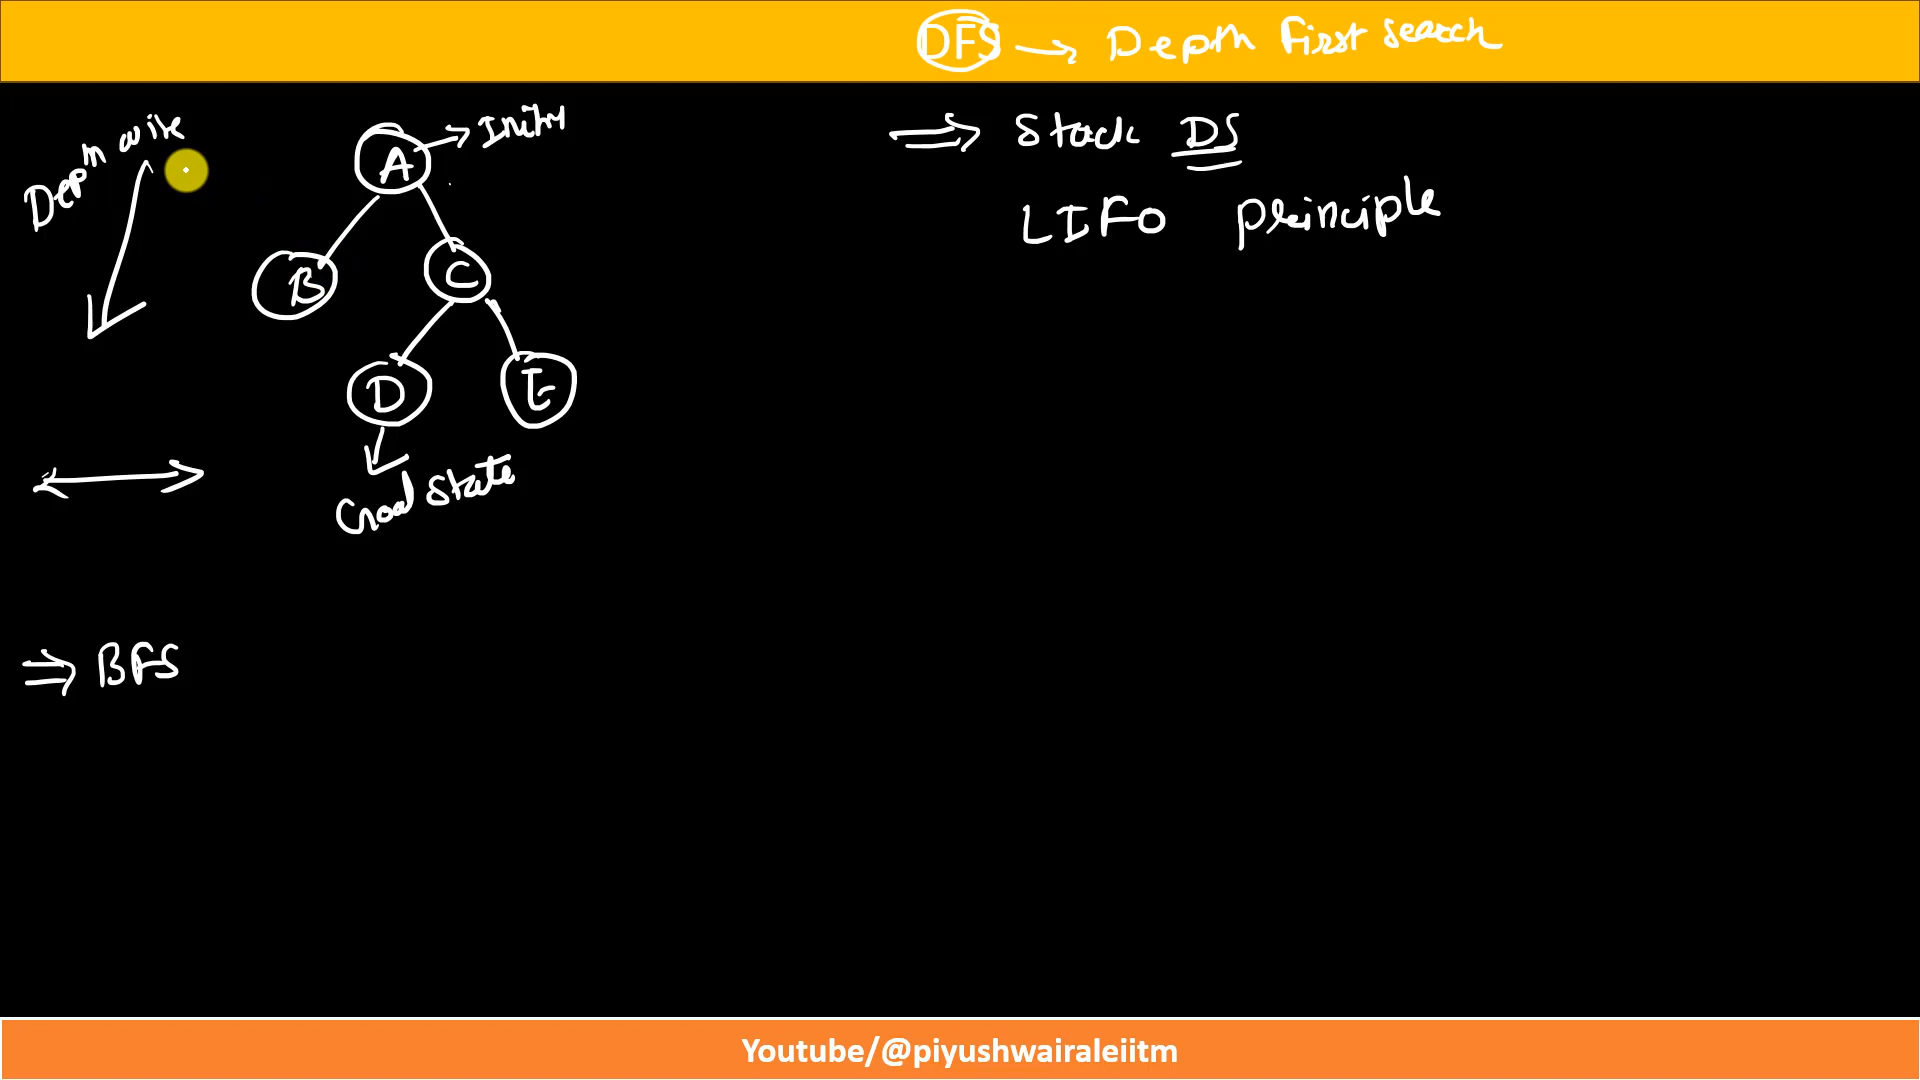 DFS → Depth First Search
Depth wise
A → Initial
⇒ Stack DS
LIFO principle
B
C
D
E
Goal State
⇒ BFS
Youtube/@piyushwairaleiitm